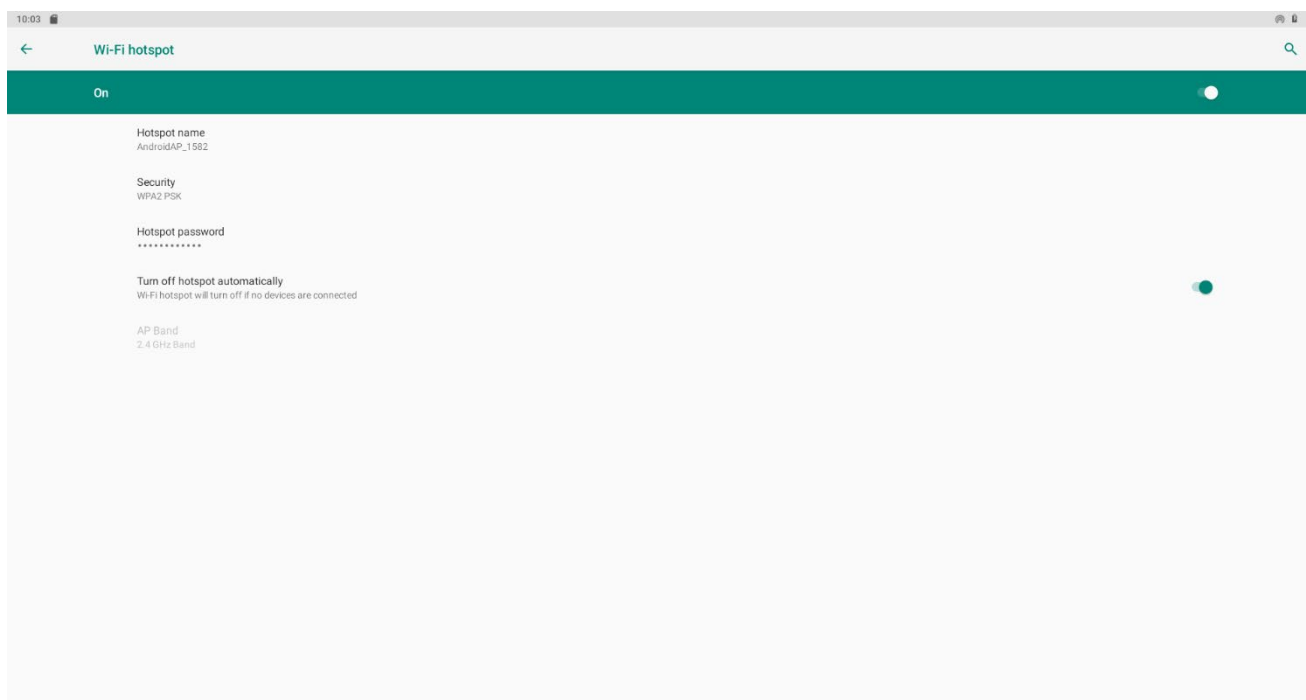 10:03
Wi-Fi hotspot
On
Hotspot name
AndroidAP_1582
Security
WPA2 PSK
Hotspot password
••••••••••••
Turn off hotspot automatically
Wi-Fi hotspot will turn off if no devices are connected
AP Band
2.4 GHz Band